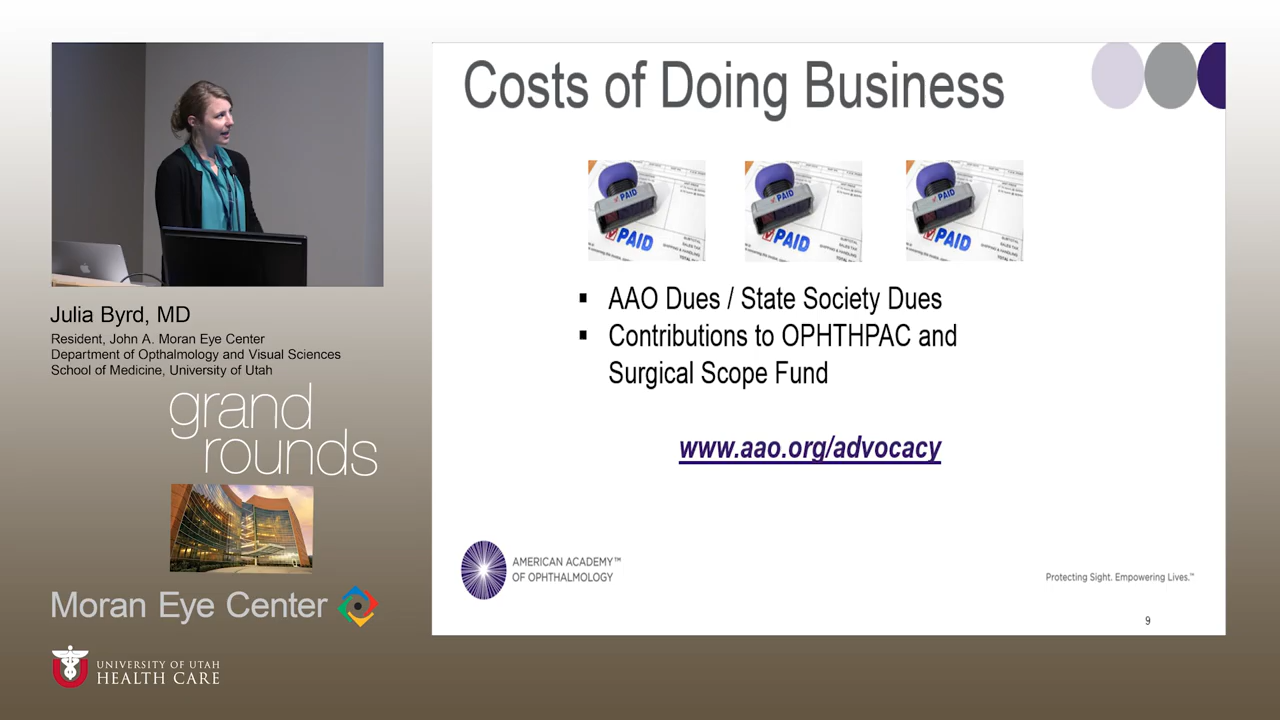 Costs of Doing Business
PAID
PAID
PAID
PAID
PAID
PAID
▪ AAO Dues / State Society Dues
▪ Contributions to OPHTHPAC and
Surgical Scope Fund
www.aao.org/advocacy
AMERICAN ACADEMY™
OF OPHTHALMOLOGY
Protecting Sight. Empowering Lives.™
9
Julia Byrd, MD
Resident, John A. Moran Eye Center
Department of Opthalmology and Visual Sciences
School of Medicine, University of Utah
grand
rounds
Moran Eye Center
U
UNIVERSITY OF UTAH
HEALTH CARE